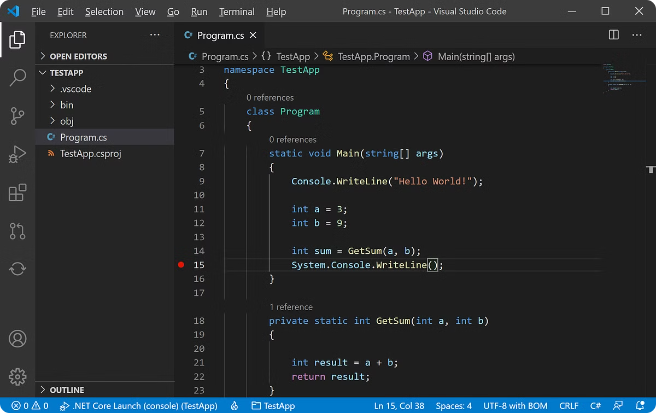 File Edit Selection View Go Run Terminal Help Program.cs - TestApp - Visual Studio Code
EXPLORER
OPEN EDITORS
TESTAPP
.vscode
bin
obj
Program.cs
TestApp.csproj
OUTLINE
Program.cs
Program.cs > {} TestApp > TestApp.Program > Main(string[] args)
3 namespace TestApp
4 {
0 references
5 class Program
6 {
0 references
7 static void Main(string[] args)
8 {
9 Console.WriteLine("Hello World!");
10
11 int a = 3;
12 int b = 9;
13
14 int sum = GetSum(a, b);
15 System.Console.WriteLine();
16 }
17
1 reference
18 private static int GetSum(int a, int b)
19 {
20
21 int result = a + b;
22 return result;
23 }
0 0 .NET Core Launch (console) (TestApp) TestApp Ln 15, Col 38 Spaces: 4 UTF-8 with BOM CRLF C#